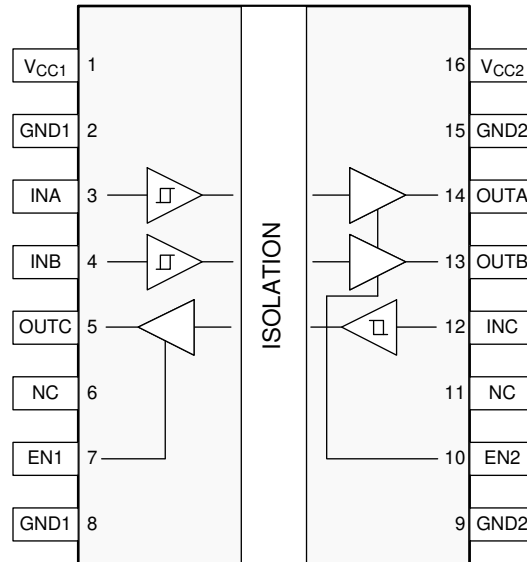 VCC1 1 16 VCC2
GND1 2 15 GND2
INA 3 14 OUTA
INB 4 13 OUTB
OUTC 5 12 INC
NC 6 11 NC
EN1 7 10 EN2
GND1 8 9 GND2
ISOLATION